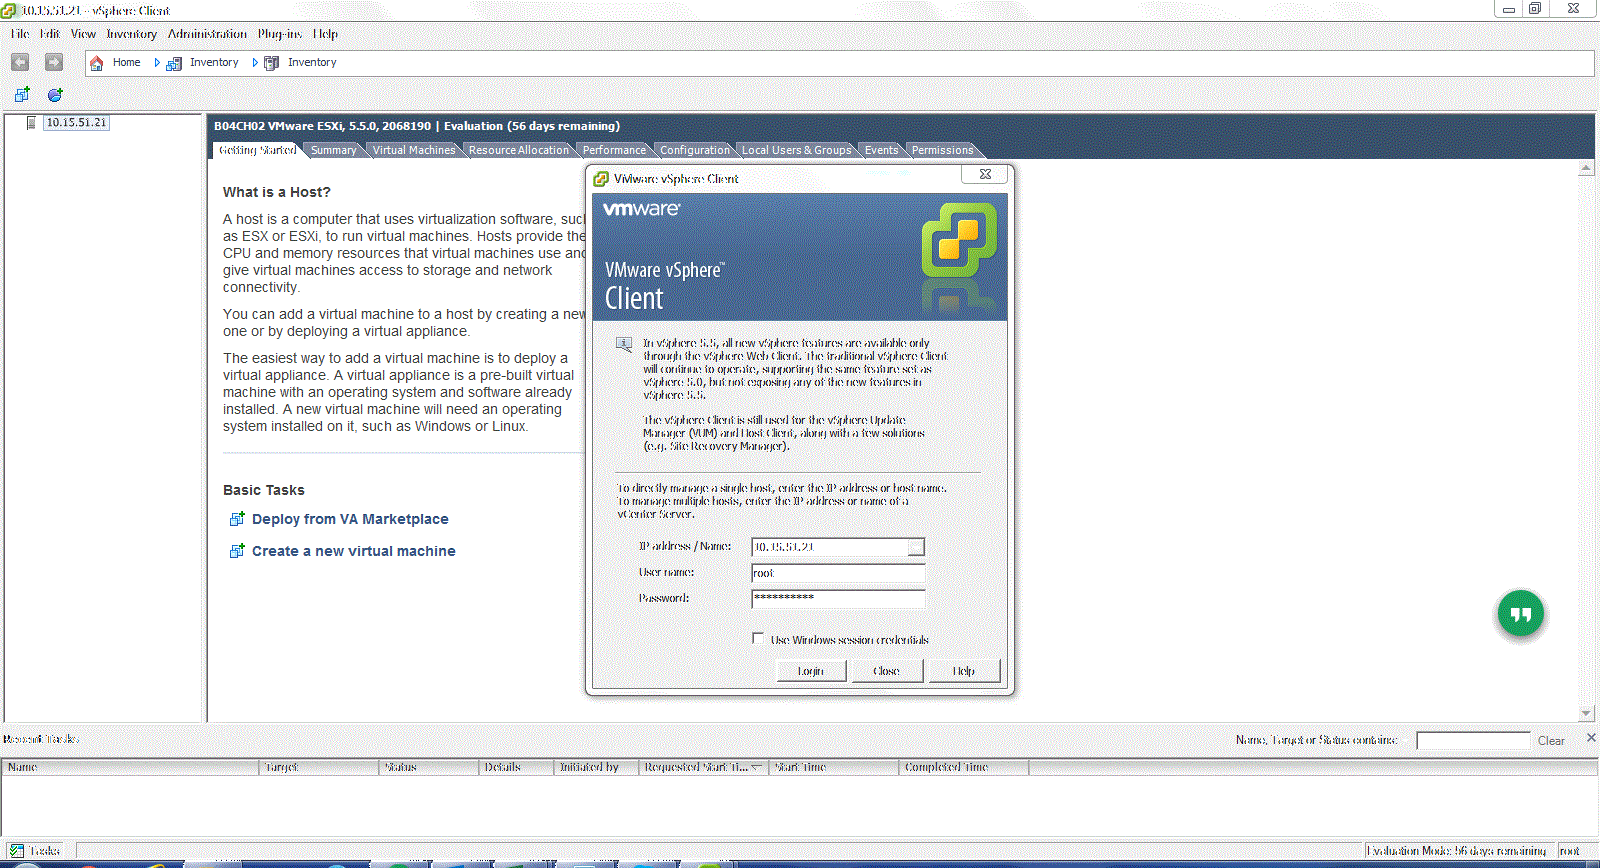 10.15.51.21 - vSphere Client
File Edit View Inventory Administration Plug-ins Help
Home Inventory Inventory
10.15.51.21
B04CH02 VMware ESXi, 5.5.0, 2068190 | Evaluation (56 days remaining)
Getting Started Summary Virtual Machines Resource Allocation Performance Configuration Local Users & Groups Events Permissions
What is a Host?
A host is a computer that uses virtualization software, suc
as ESX or ESXi, to run virtual machines. Hosts provide the
CPU and memory resources that virtual machines use and
give virtual machines access to storage and network
connectivity.
You can add a virtual machine to a host by creating a new
one or by deploying a virtual appliance.
The easiest way to add a virtual machine is to deploy a
virtual appliance. A virtual appliance is a pre-built virtual
machine with an operating system and software already
installed. A new virtual machine will need an operating
system installed on it, such as Windows or Linux.
Basic Tasks
Deploy from VA Marketplace
Create a new virtual machine
VMware vSphere Client
vmware
VMware vSphere™
Client
In vSphere 5.5, all new vSphere features are available only
through the vSphere Web Client. The traditional vSphere Client
will continue to operate, supporting the same feature set as
vSphere 5.0, but not exposing any of the new features in
vSphere 5.5.
The vSphere Client is still used for the vSphere Update
Manager (VUM) and Host Client, along with a few solutions
(e.g. Site Recovery Manager).
To directly manage a single host, enter the IP address or host name.
To manage multiple hosts, enter the IP address or name of a
vCenter Server.
IP address / Name: 10.15.51.21
User name: root
Password: **********
Use Windows session credentials
Login Close Help
Recent Tasks
Name, Target or Status contains: Clear
Name Target Status Details Initiated by Requested Start Ti... Start Time Completed Time
Tasks
Evaluation Mode: 56 days remaining root